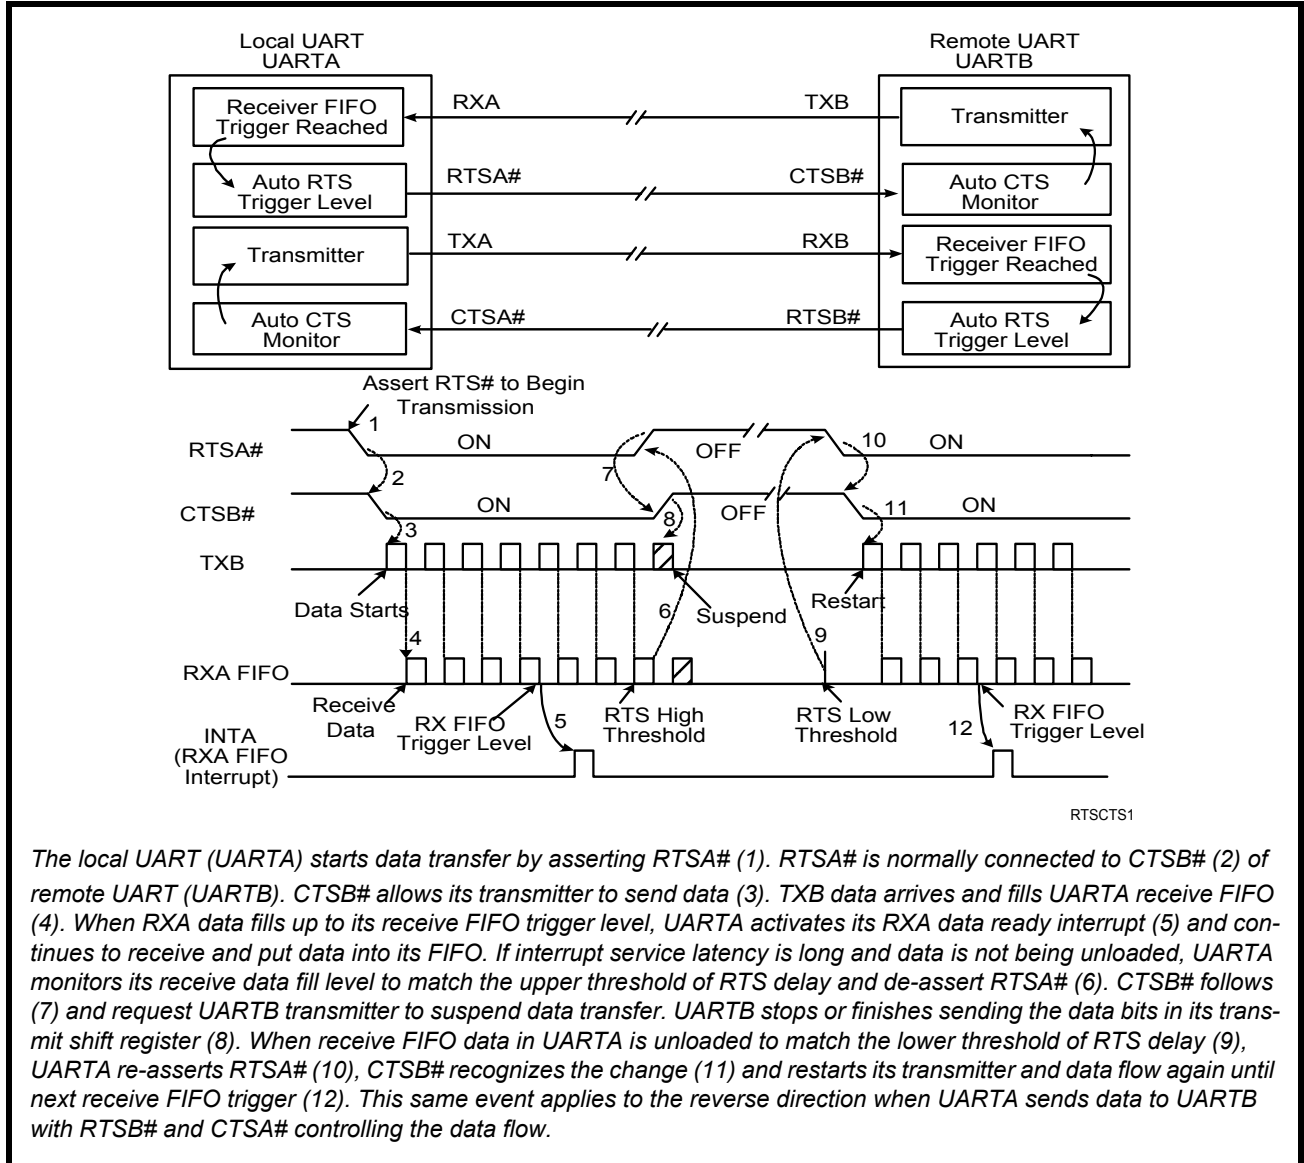 Local UART
UARTA
Remote UART
UARTB
Receiver FIFO
Trigger Reached
RXA
TXB
Transmitter
Auto RTS
Trigger Level
RTSA#
CTSB#
Auto CTS
Monitor
Transmitter
TXA
RXB
Receiver FIFO
Trigger Reached
Auto CTS
Monitor
CTSA#
RTSB#
Auto RTS
Trigger Level
Assert RTS# to Begin
Transmission
1
RTSA#
ON
OFF
10
ON
2
7
CTSB#
ON
8
OFF
11
ON
3
TXB
Data Starts
Suspend
Restart
4
6
9
RXA FIFO
Receive
Data
RX FIFO
Trigger Level
5
RTS High
Threshold
RTS Low
Threshold
12
RX FIFO
Trigger Level
INTA
(RXA FIFO
Interrupt)
RTSCTS1
The local UART (UARTA) starts data transfer by asserting RTSA# (1). RTSA# is normally connected to CTSB# (2) of
remote UART (UARTB). CTSB# allows its transmitter to send data (3). TXB data arrives and fills UARTA receive FIFO
(4). When RXA data fills up to its receive FIFO trigger level, UARTA activates its RXA data ready interrupt (5) and con-
tinues to receive and put data into its FIFO. If interrupt service latency is long and data is not being unloaded, UARTA
monitors its receive data fill level to match the upper threshold of RTS delay and de-assert RTSA# (6). CTSB# follows
(7) and request UARTB transmitter to suspend data transfer. UARTB stops or finishes sending the data bits in its trans-
mit shift register (8). When receive FIFO data in UARTA is unloaded to match the lower threshold of RTS delay (9),
UARTA re-asserts RTSA# (10), CTSB# recognizes the change (11) and restarts its transmitter and data flow again until
next receive FIFO trigger (12). This same event applies to the reverse direction when UARTA sends data to UARTB
with RTSB# and CTSA# controlling the data flow.